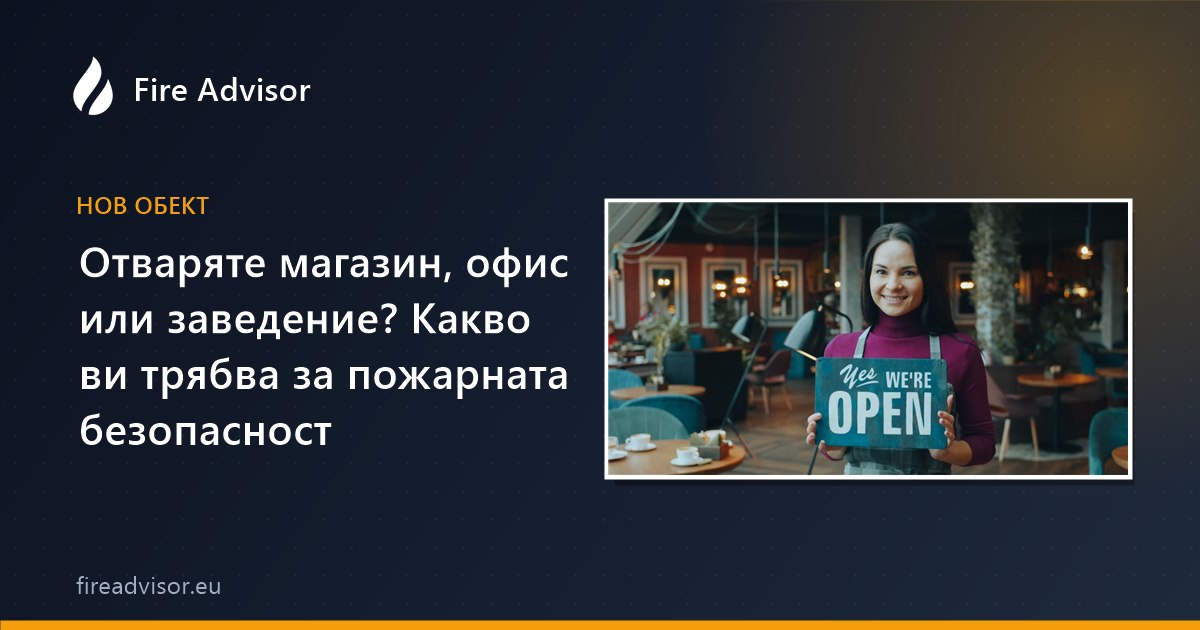 Fire Advisor
НОВ ОБЕКТ
Отваряте магазин, офис
или заведение? Какво
ви трябва за пожарната
безопасност
Yes WE'RE
OPEN
fireadvisor.eu